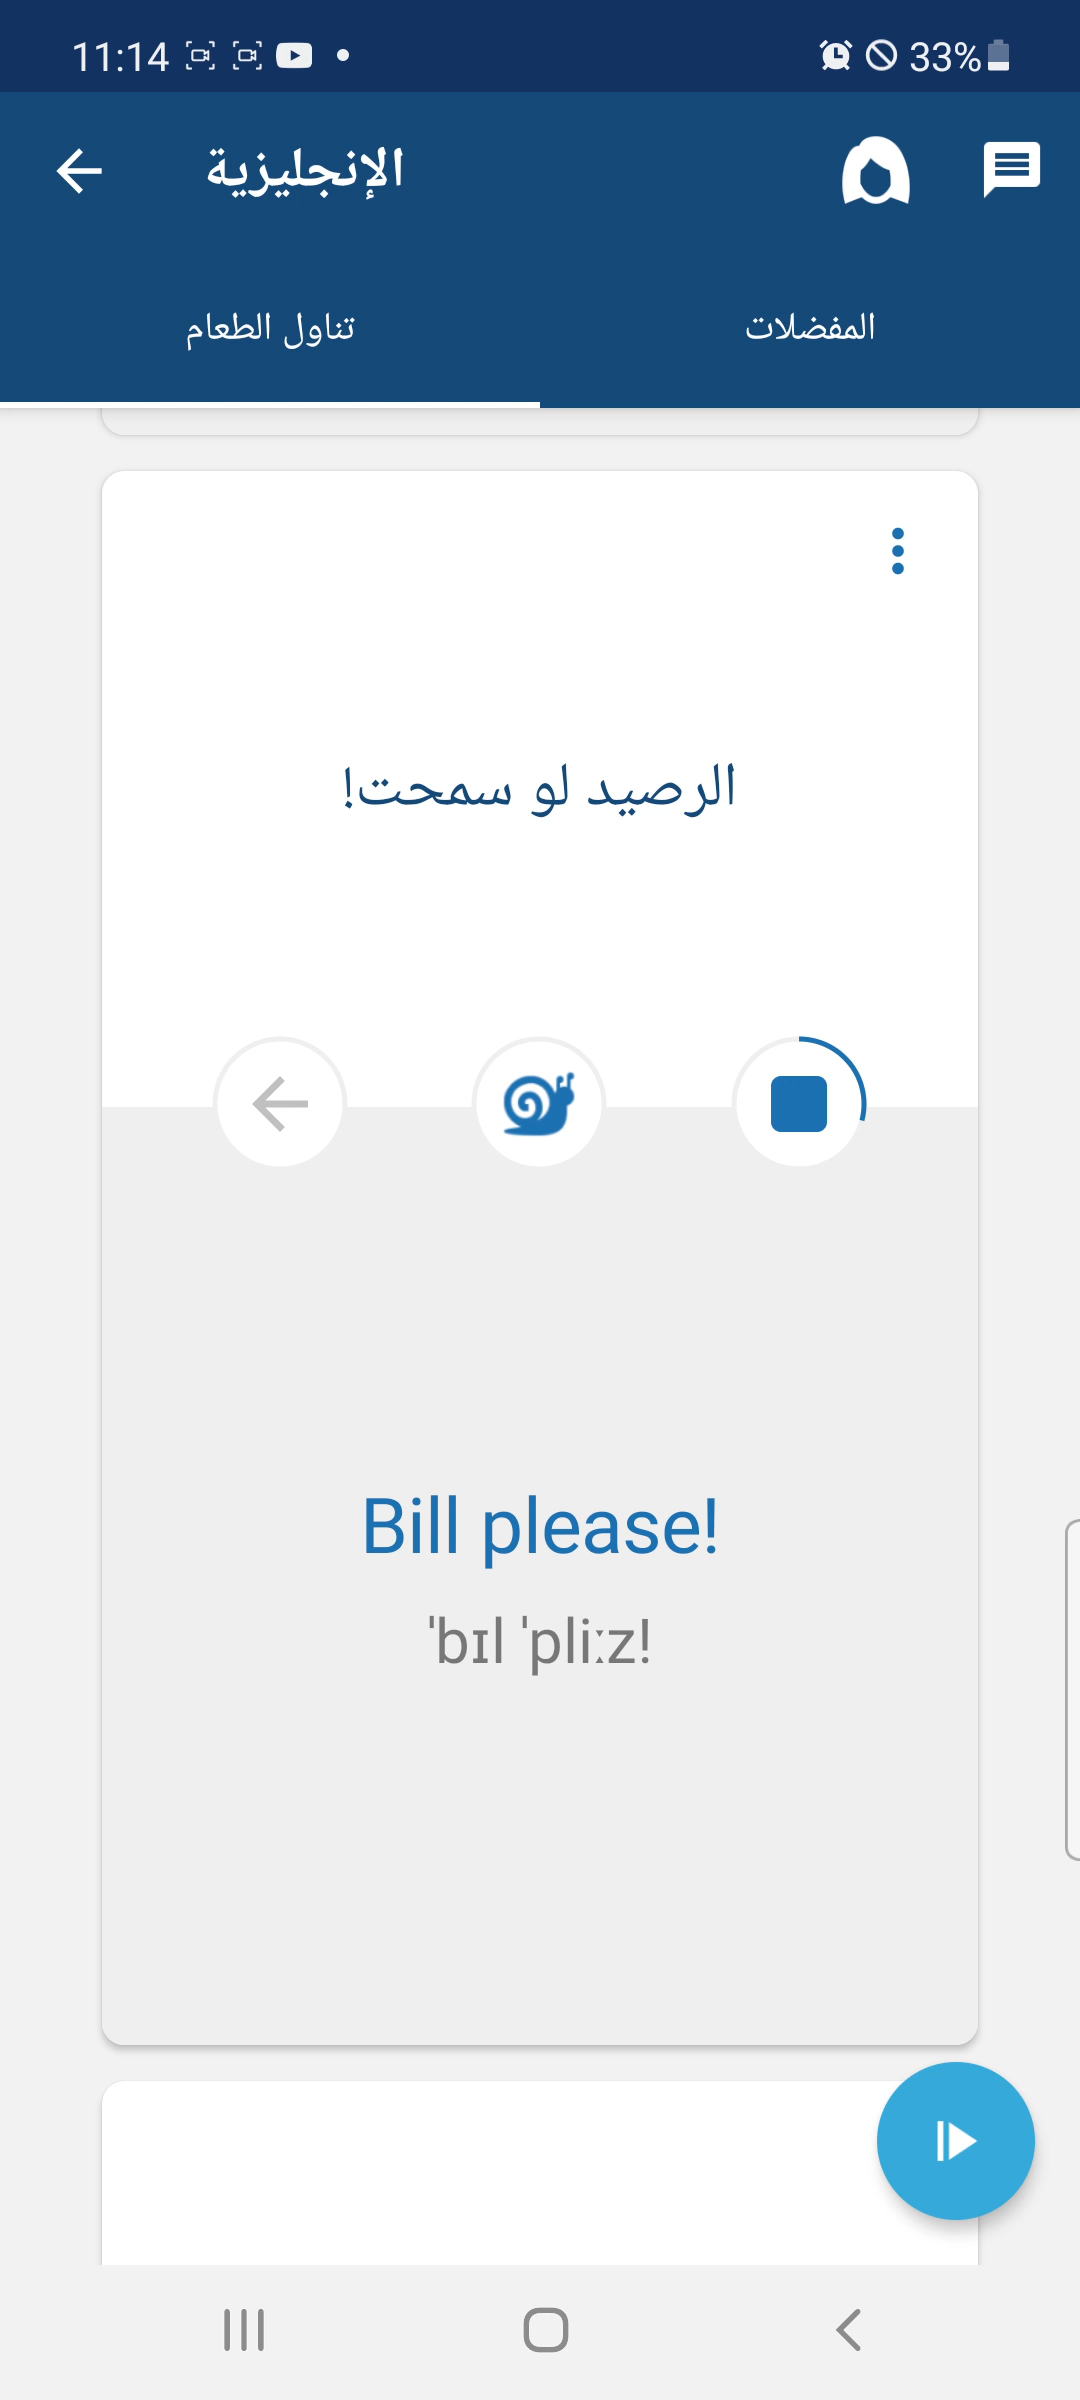 11:14
33%
الإنجليزية
تناول الطعام
المفضلات
الرصيد لو سمحت!
Bill please!
ˈbɪl ˈpliːz!